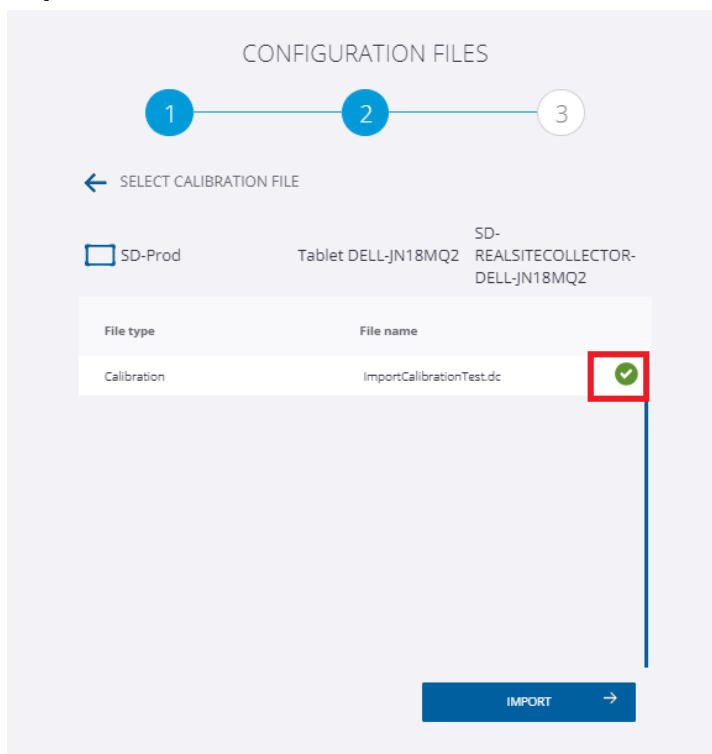 CONFIGURATION FILES
1 2 3
SELECT CALIBRATION FILE
SD-Prod Tablet DELL-JN18MQ2 SD-
REALSITECOLLECTOR-
DELL-JN18MQ2
File type File name
Calibration ImportCalibrationTest.dc
IMPORT